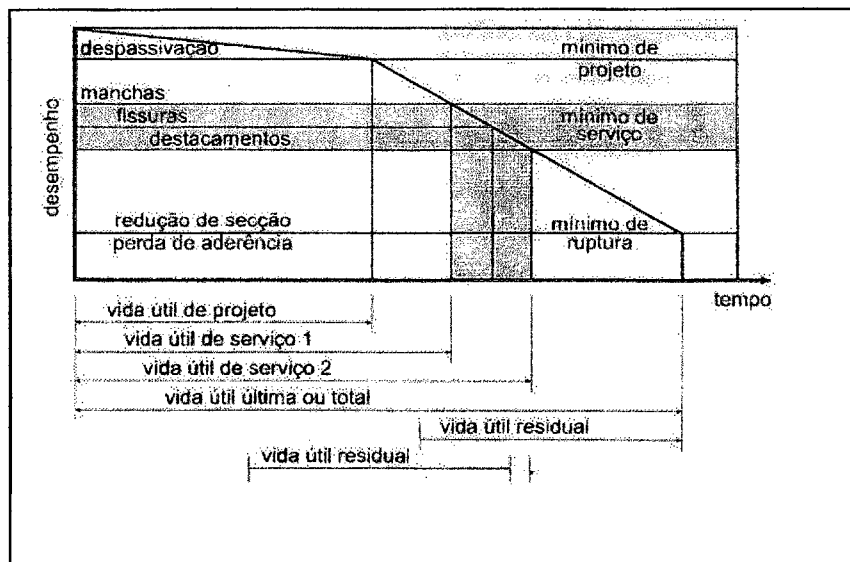 despassivação
mínimo de
projeto
manchas
fissuras
destacamentos
mínimo de
serviço
desempenho
redução de secção
perda de aderência
mínimo de
ruptura
tempo
vida útil de projeto
vida útil de serviço 1
vida útil de serviço 2
vida útil última ou total
vida útil residual
vida útil residual